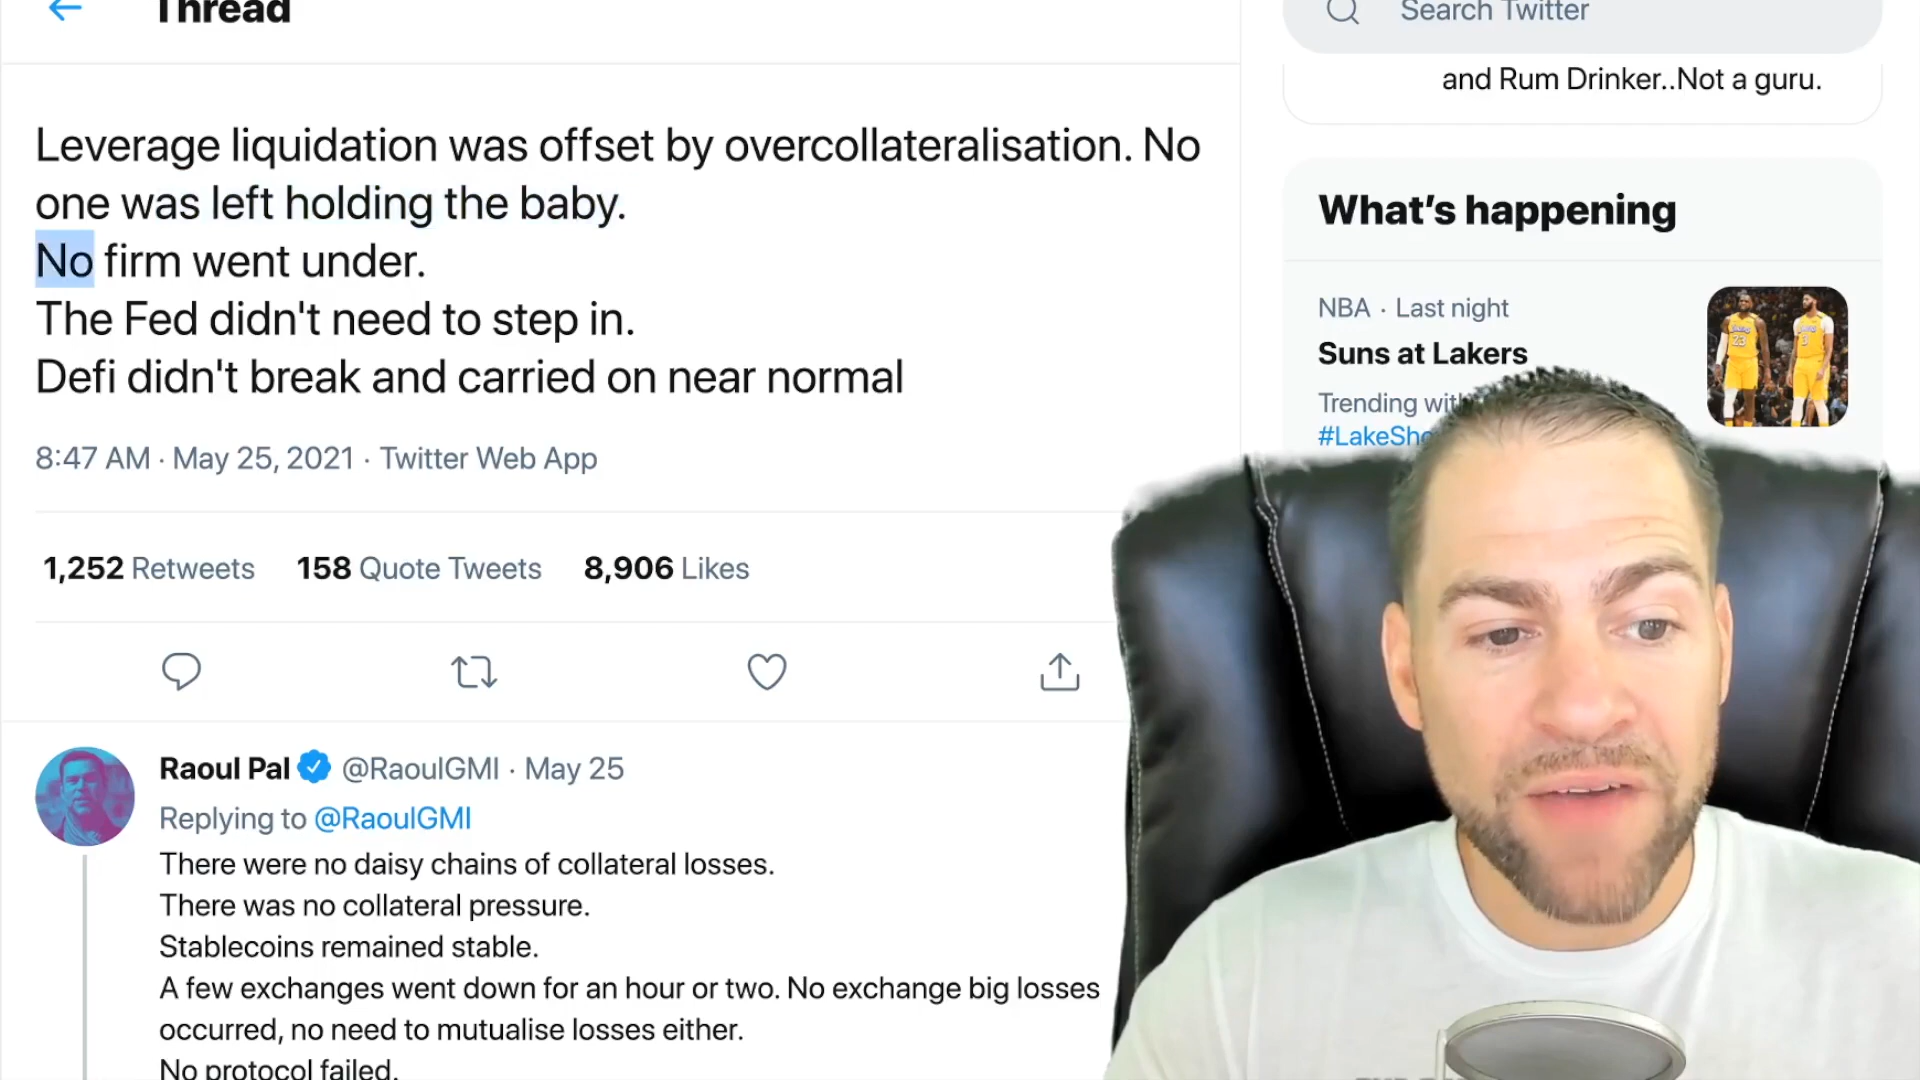 Thread
Search Twitter
and Rum Drinker..Not a guru.
Leverage liquidation was offset by overcollateralisation. No
one was left holding the baby.
No firm went under.
The Fed didn't need to step in.
Defi didn't break and carried on near normal
8:47 AM · May 25, 2021 · Twitter Web App
1,252 Retweets 158 Quote Tweets 8,906 Likes
What's happening
NBA · Last night
Suns at Lakers
Trending
Raoul Pal @RaoulGMI · May 25
Replying to @RaoulGMI
There were no daisy chains of collateral losses.
There was no collateral pressure.
Stablecoins remained stable.
A few exchanges went down for an hour or two. No exchange big losses
occurred, no need to mutualise losses either.
No protocol failed.